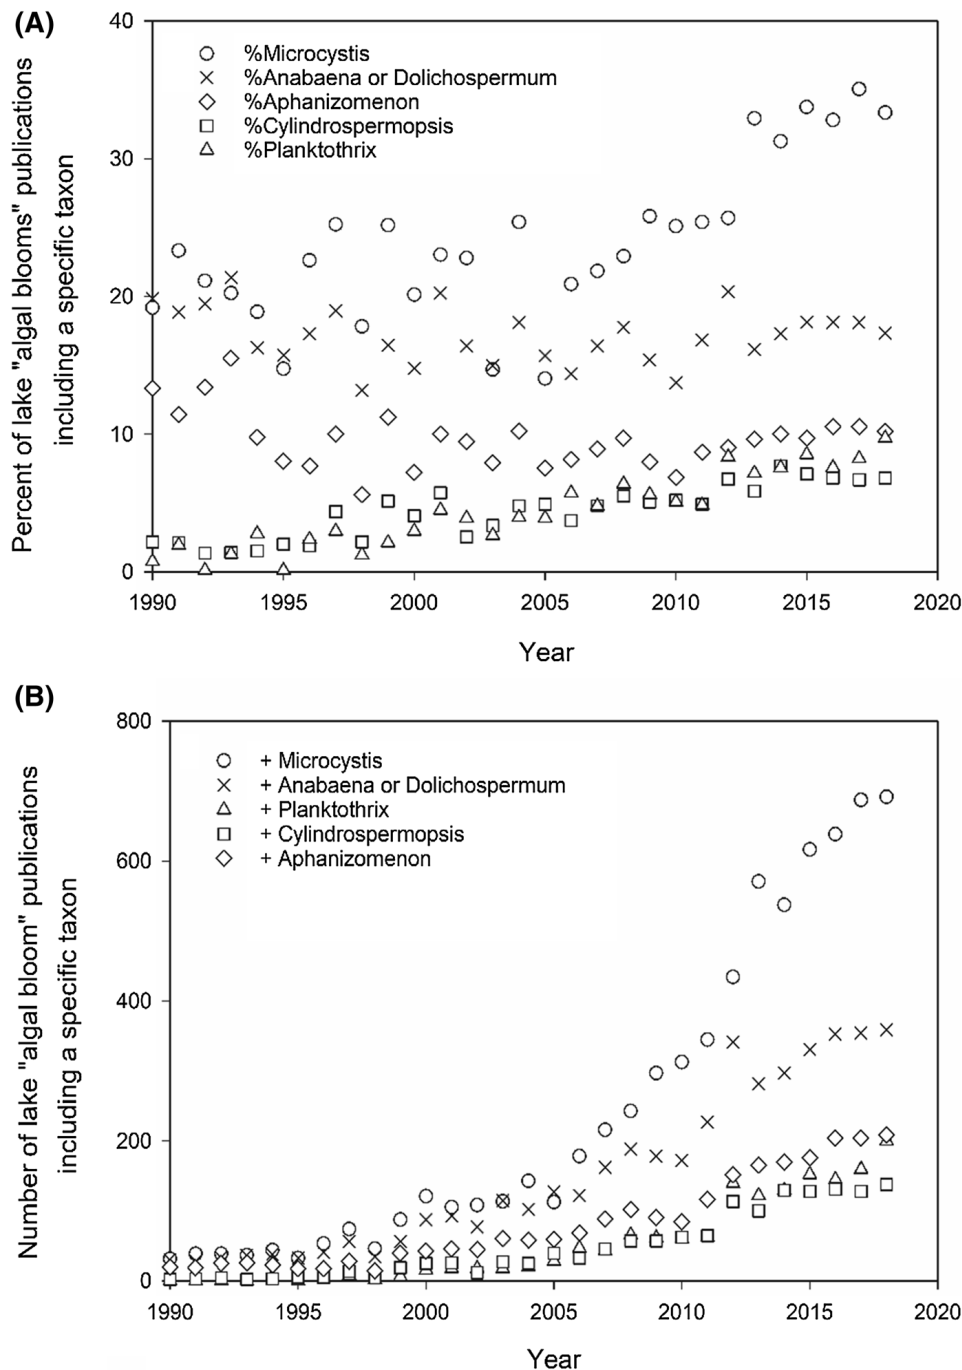 (A)
Percent of lake "algal blooms" publications
including a specific taxon
40
30
20
10
0
%Microcystis
%Anabaena or Dolichospermum
%Aphanizomenon
%Cylindrospermopsis
%Planktothrix
1990 1995 2000 2005 2010 2015 2020
Year
(B)
Number of lake "algal bloom" publications
including a specific taxon
800
600
400
200
0
+ Microcystis
+ Anabaena or Dolichospermum
+ Planktothrix
+ Cylindrospermopsis
+ Aphanizomenon
1990 1995 2000 2005 2010 2015 2020
Year